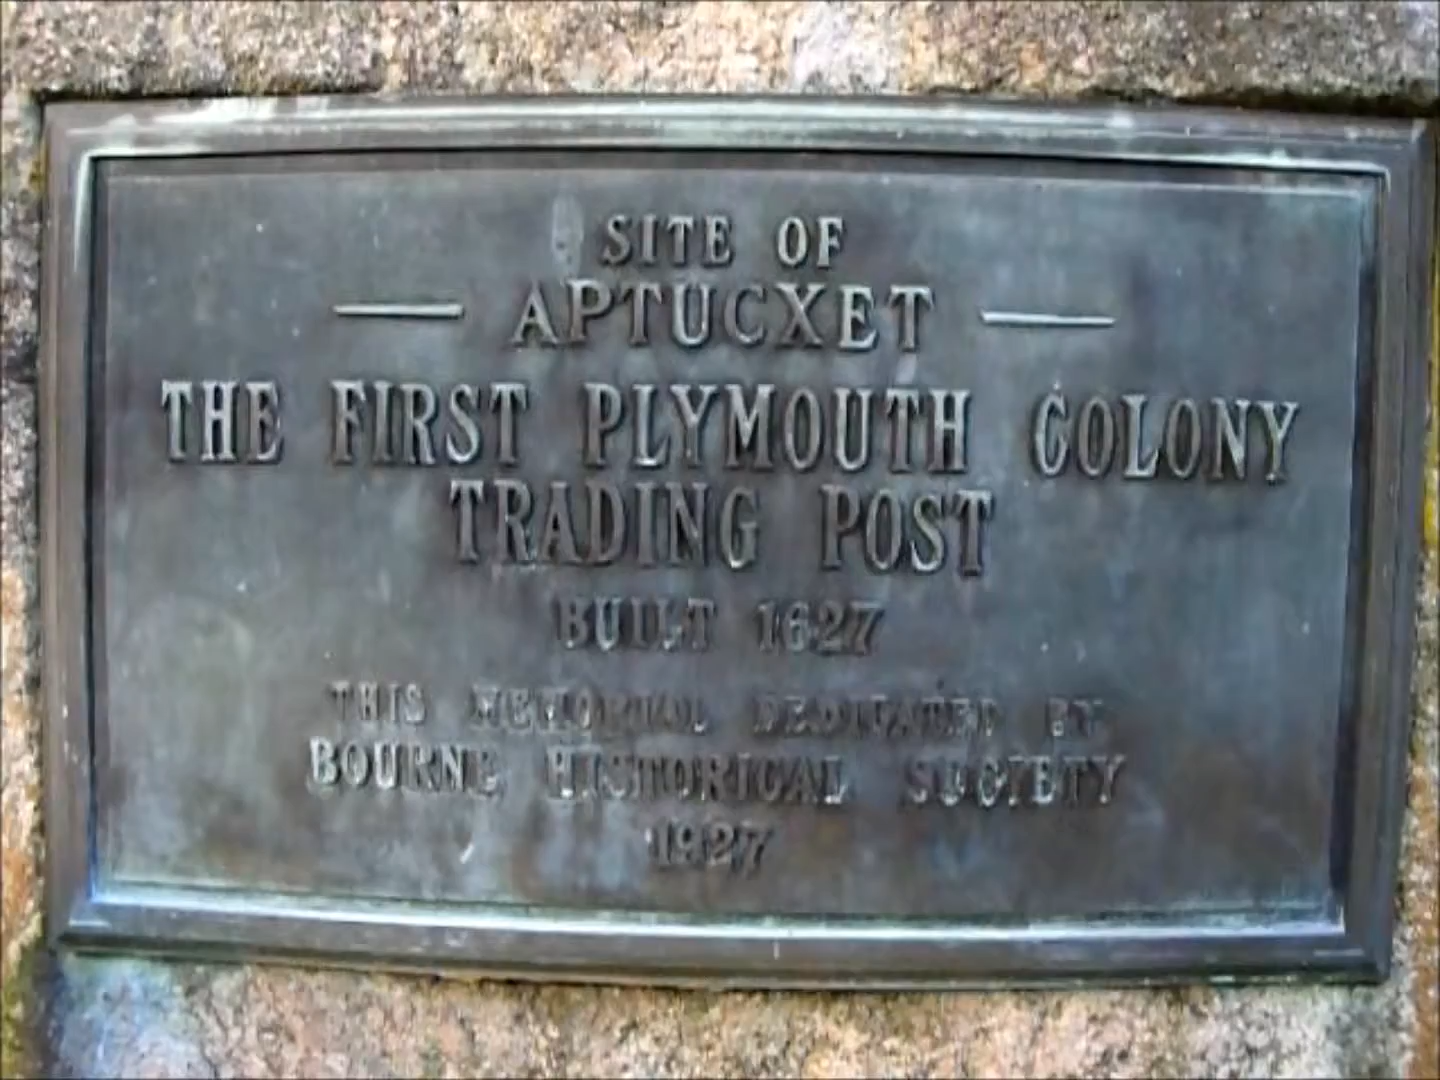 SITE OF
APTUCXET
THE FIRST PLYMOUTH COLONY
TRADING POST
BUILT 1627
THIS MEMORIAL DEDICATED BY
BOURNE HISTORICAL SOCIETY
1927